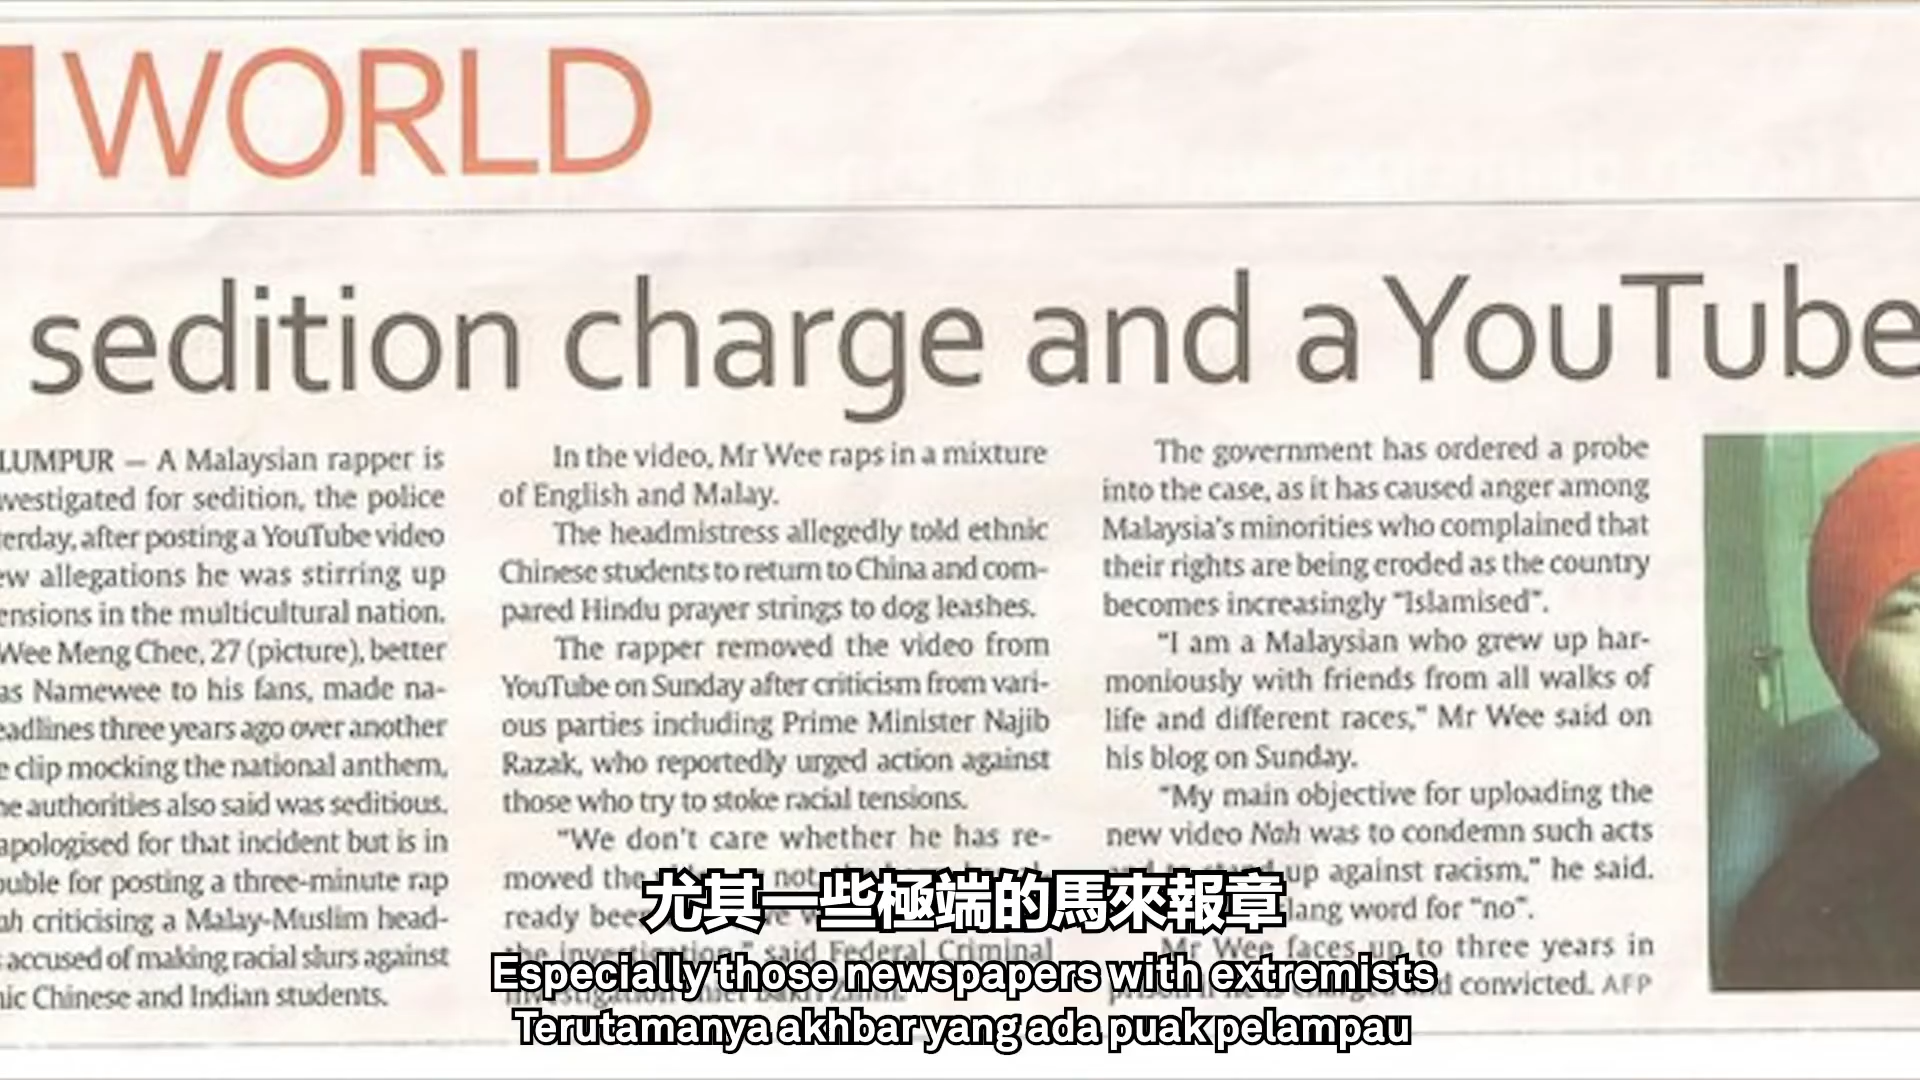 WORLD
sedition charge and a YouTube
LUMPUR — A Malaysian rapper is
vestigated for sedition, the police
erday, after posting a YouTube video
ew allegations he was stirring up
ensions in the multicultural nation.
Wee Meng Chee, 27 (picture), better
as Namewee to his fans, made na-
eadlines three years ago over another
e clip mocking the national anthem,
he authorities also said was seditious.
apologised for that incident but is in
ouble for posting a three-minute rap
ah criticising a Malay-Muslim head-
accused of making racial slurs against
nic Chinese and Indian students.
In the video, Mr Wee raps in a mixture
of English and Malay.
The headmistress allegedly told ethnic
Chinese students to return to China and com-
pared Hindu prayer strings to dog leashes.
The rapper removed the video from
YouTube on Sunday after criticism from vari-
ous parties including Prime Minister Najib
Razak, who reportedly urged action against
those who try to stoke racial tensions.
“We don’t care whether he has re-
moved the not
ready
the investigation,” said Federal Criminal
The government has ordered a probe
into the case, as it has caused anger among
Malaysia’s minorities who complained that
their rights are being eroded as the country
becomes increasingly “Islamised”.
“I am a Malaysian who grew up har-
moniously with friends from all walks of
life and different races,” Mr Wee said on
his blog on Sunday.
“My main objective for uploading the
new video Nah was to condemn such acts
up against racism,” he said.
lang word for “no”.
Mr Wee faces up to three years in
convicted. AFP
尤其一些極端的馬來報章
Especially those newspapers with extremists
Terutamanya akhbar yang ada puak pelampau